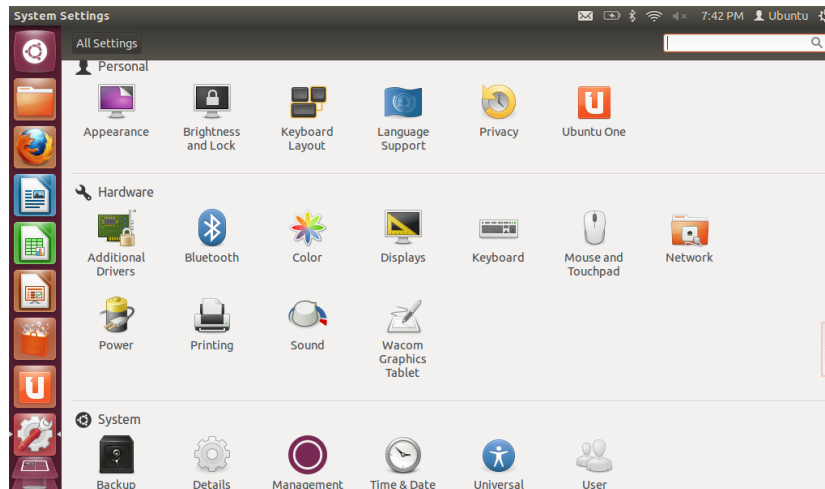 System Settings
7:42 PM Ubuntu
All Settings
Personal
Appearance
Brightness
and Lock
Keyboard
Layout
Language
Support
Privacy
Ubuntu One
Hardware
Additional
Drivers
Bluetooth
Color
Displays
Keyboard
Mouse and
Touchpad
Network
Power
Printing
Sound
Wacom
Graphics
Tablet
System
Backup
Details
Management
Time & Date
Universal
User